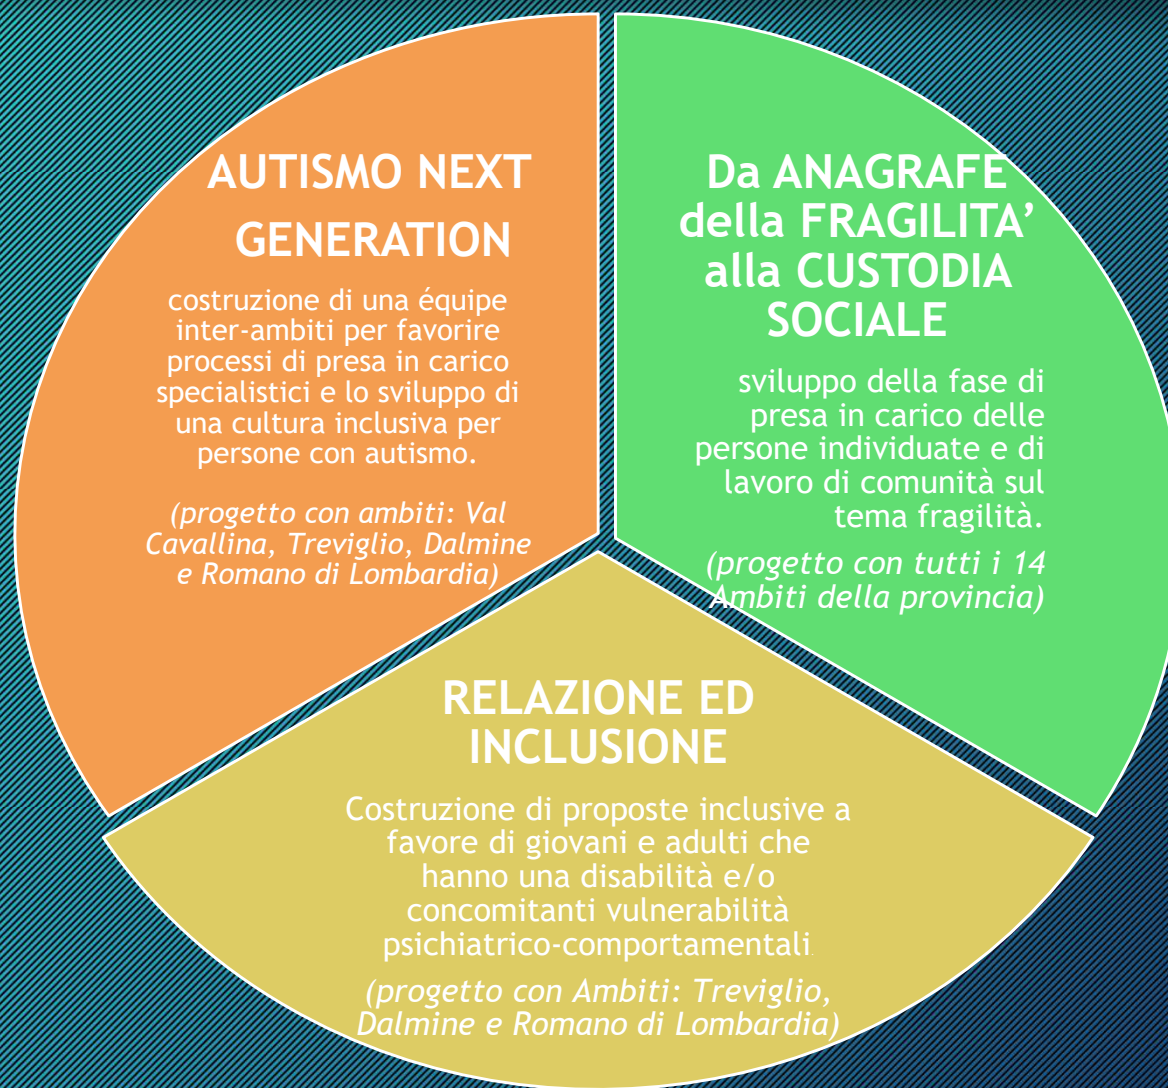 AUTISMO NEXT
GENERATION
costruzione di una équipe
inter-ambiti per favorire
processi di presa in carico
specialistici e lo sviluppo di
una cultura inclusiva per
persone con autismo.
(progetto con ambiti: Val
Cavallina, Treviglio, Dalmine
e Romano di Lombardia)
Da ANAGRAFE
della FRAGILITA’
alla CUSTODIA
SOCIALE
sviluppo della fase di
presa in carico delle
persone individuate e di
lavoro di comunità sul
tema fragilità.
(progetto con tutti i 14
Ambiti della provincia)
RELAZIONE ED
INCLUSIONE
Costruzione di proposte inclusive a
favore di giovani e adulti che
hanno una disabilità e/o
concomitanti vulnerabilità
psichiatrico-comportamentali.
(progetto con Ambiti: Treviglio,
Dalmine e Romano di Lombardia)